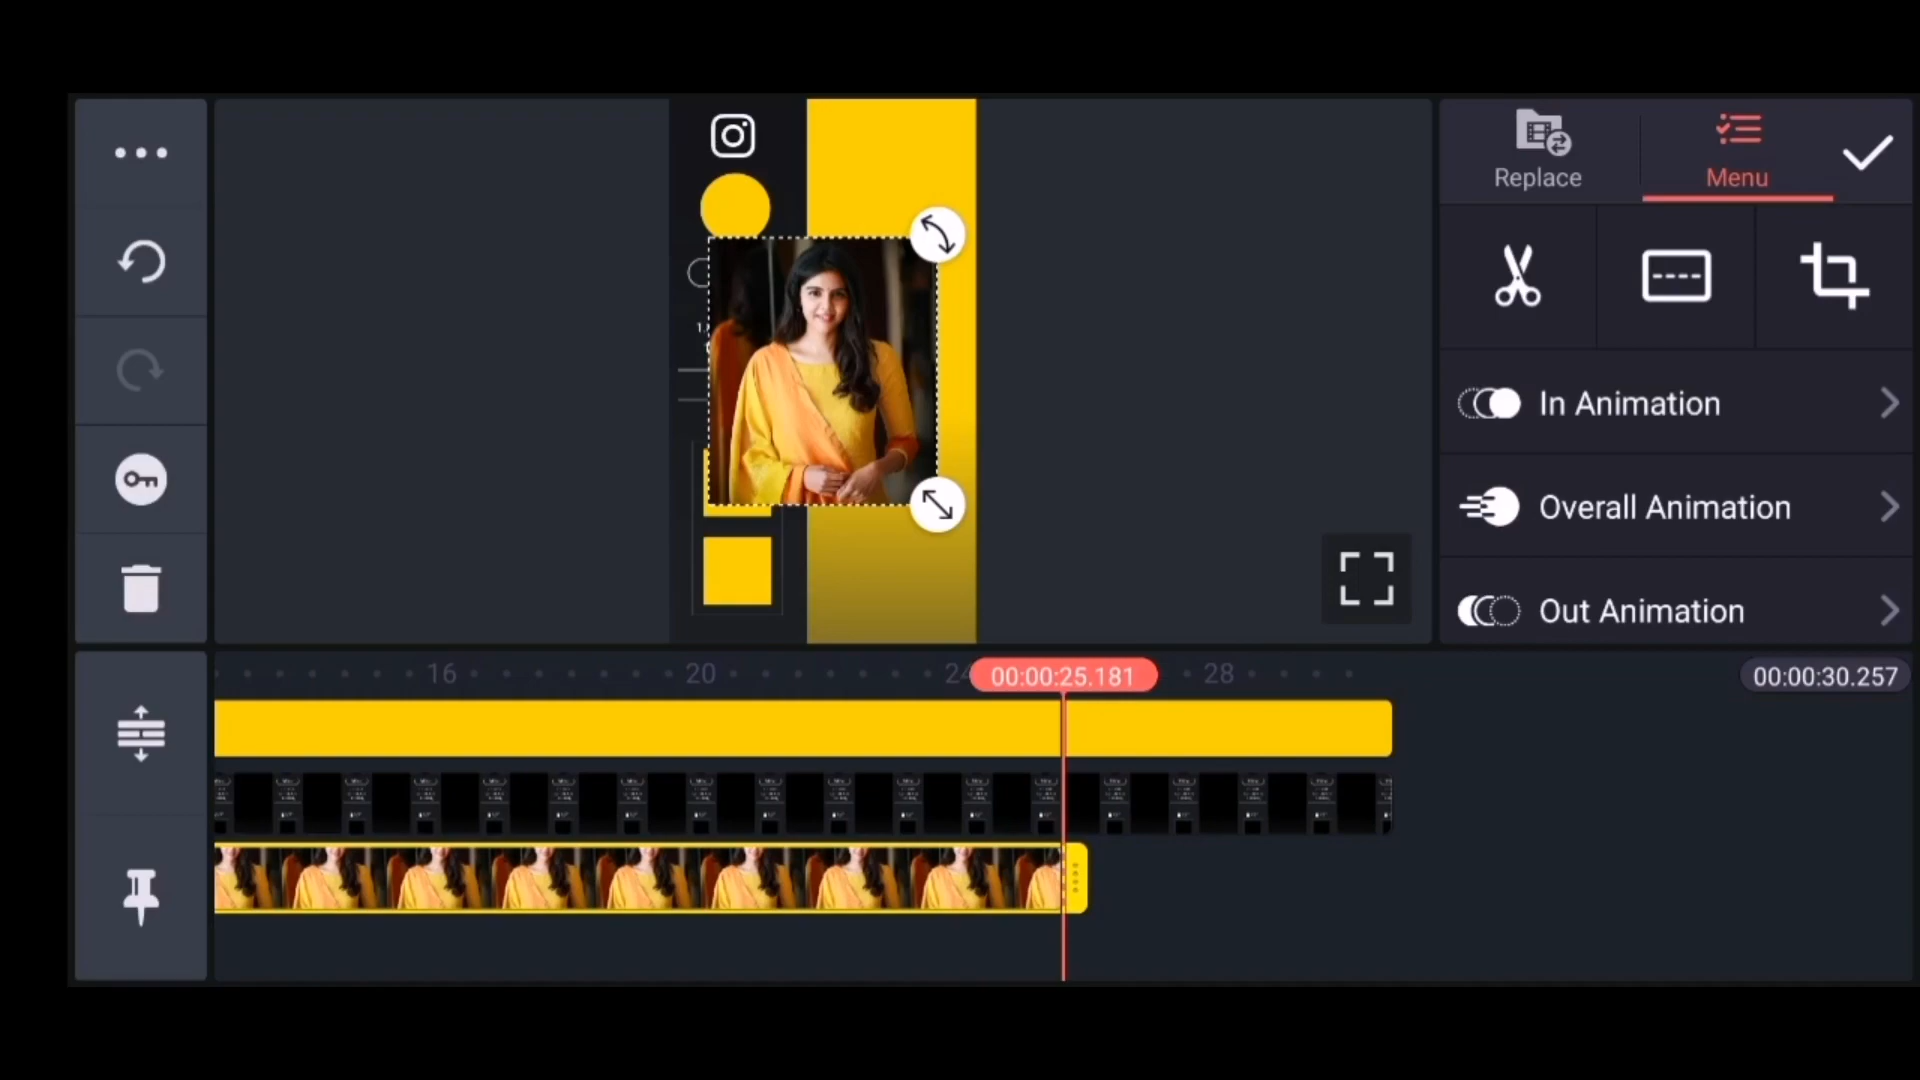 Replace
Menu
In Animation
Overall Animation
Out Animation
16
20
24
00:00:25.181
28
00:00:30.257